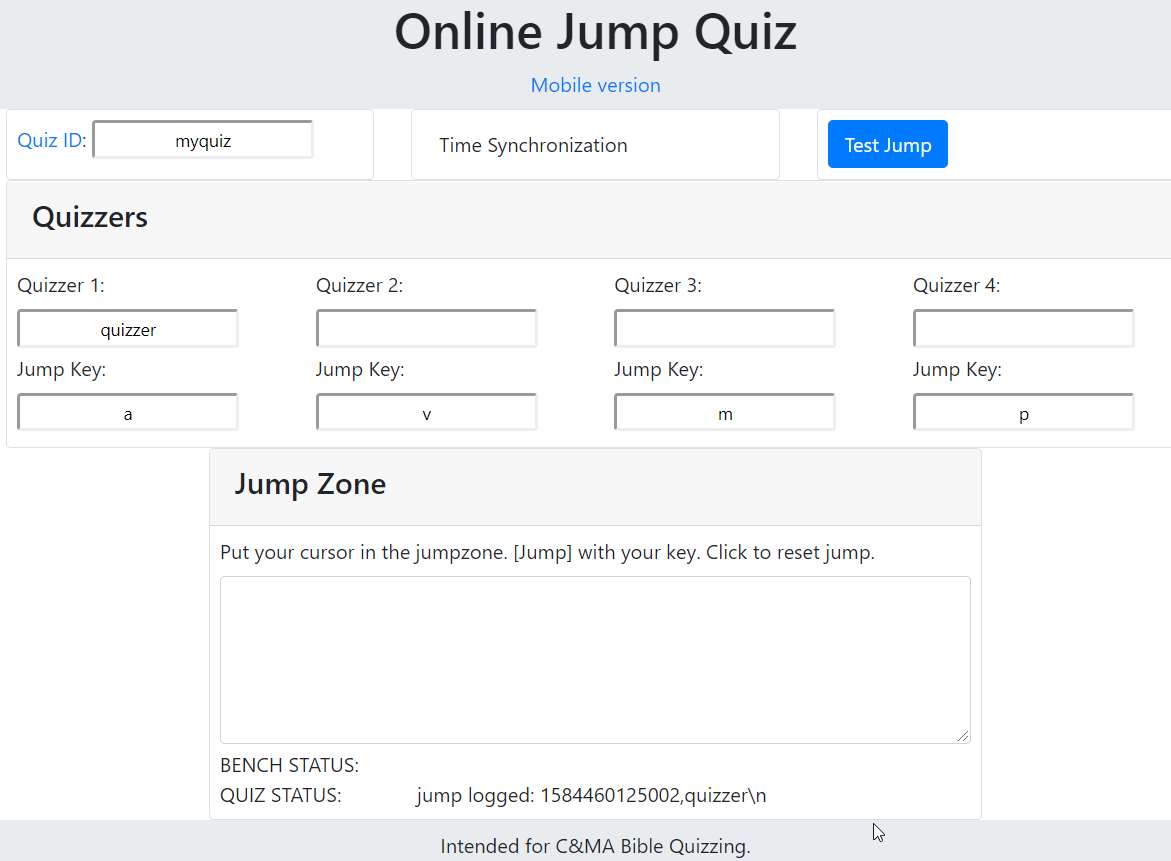 Online Jump Quiz
Mobile version
Quiz ID: myquiz
Time Synchronization
Test Jump
Quizzers
Quizzer 1: Quizzer 2: Quizzer 3: Quizzer 4:
quizzer
Jump Key: Jump Key: Jump Key: Jump Key:
a v m p
Jump Zone
Put your cursor in the jumpzone. [Jump] with your key. Click to reset jump.
BENCH STATUS:
QUIZ STATUS: jump logged: 1584460125002,quizzer\n
Intended for C&MA Bible Quizzing.